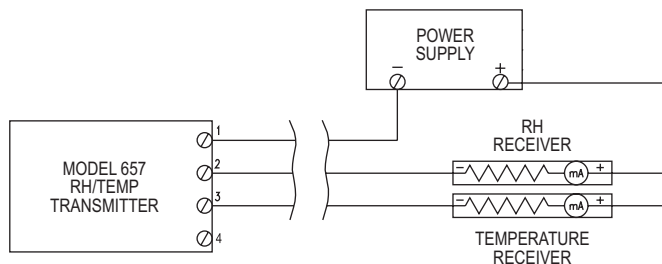 POWER
SUPPLY
− +
MODEL 657
RH/TEMP
TRANSMITTER
1
2
3
4
RH
RECEIVER
− mA +
− mA +
TEMPERATURE
RECEIVER